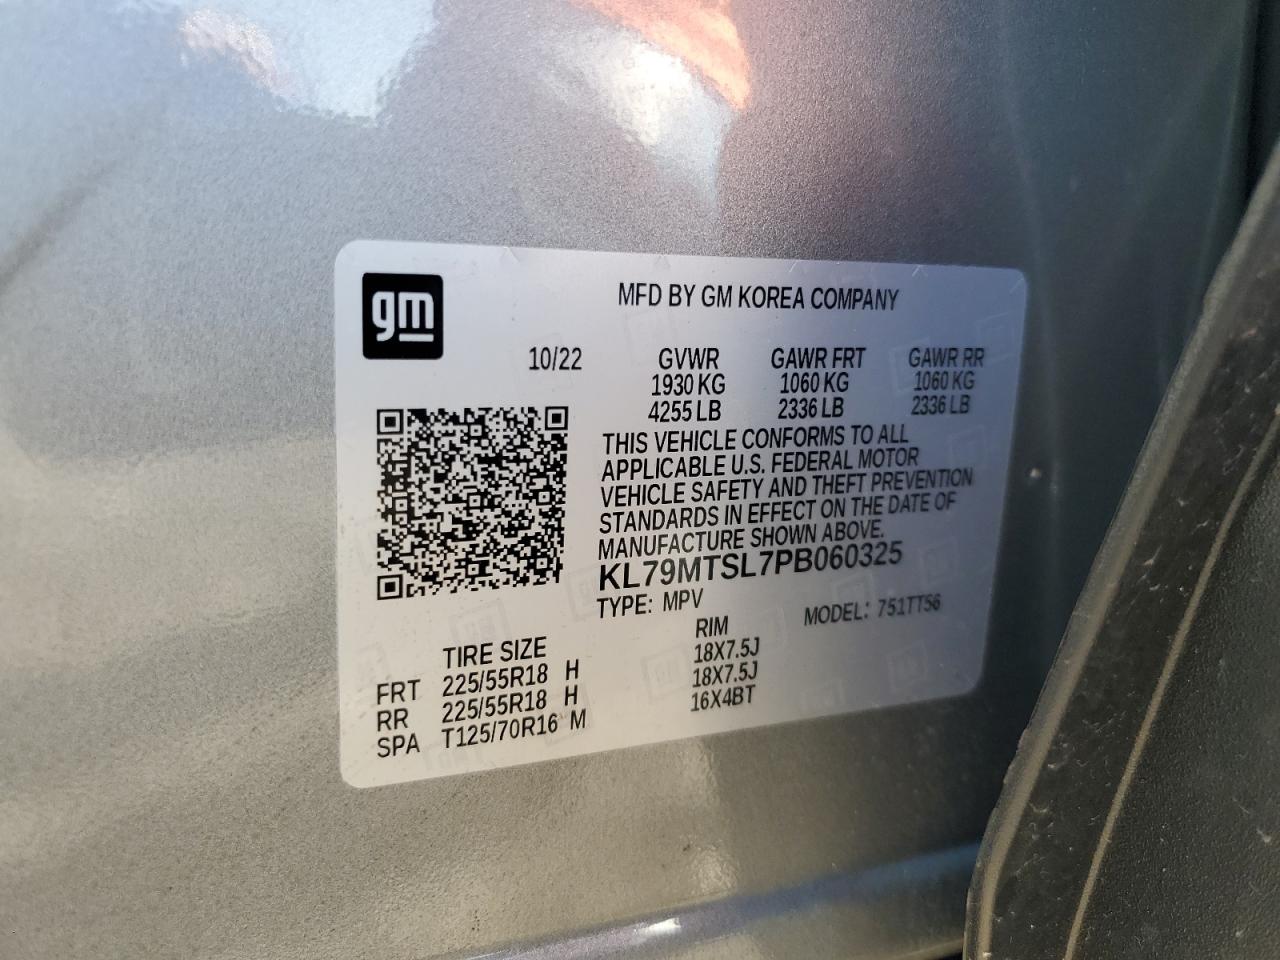 gm
MFD BY GM KOREA COMPANY
10/22 GVWR GAWR FRT GAWR RR
1930 KG 1060 KG 1060 KG
4255 LB 2336 LB 2336 LB
THIS VEHICLE CONFORMS TO ALL
APPLICABLE U.S. FEDERAL MOTOR
VEHICLE SAFETY AND THEFT PREVENTION
STANDARDS IN EFFECT ON THE DATE OF
MANUFACTURE SHOWN ABOVE.
KL79MTSL7PB060325
TYPE: MPV MODEL: 751TT56
TIRE SIZE RIM
FRT 225/55R18 H 18X7.5J
RR 225/55R18 H 18X7.5J
SPA T125/70R16 M 16X4BT